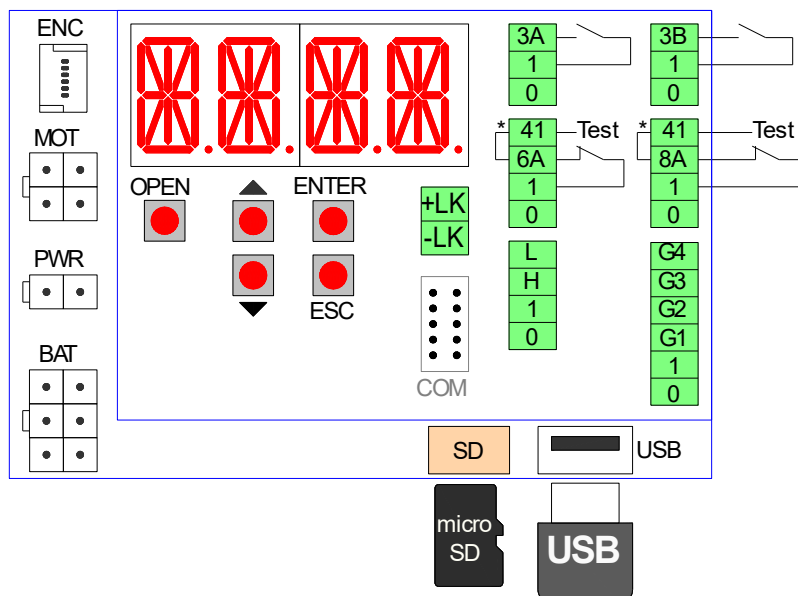 ENC
MOT
PWR
BAT
OPEN
ENTER
ESC
+LK
-LK
COM
3A
1
0
* 41 Test
6A
1
0
L
H
1
0
3B
1
0
* 41 Test
8A
1
0
G4
G3
G2
G1
1
0
SD
USB
micro
SD
USB